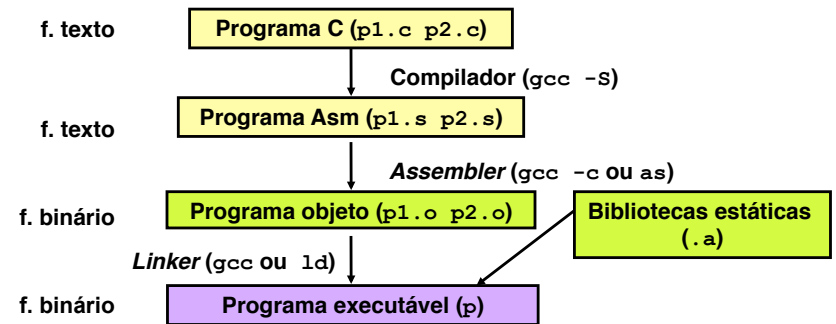 f. texto
Programa C (p1.c p2.c)
Compilador (gcc -S)
f. texto
Programa Asm (p1.s p2.s)
Assembler (gcc -c ou as)
f. binário
Programa objeto (p1.o p2.o)
Bibliotecas estáticas
(.a)
Linker (gcc ou ld)
f. binário
Programa executável (p)